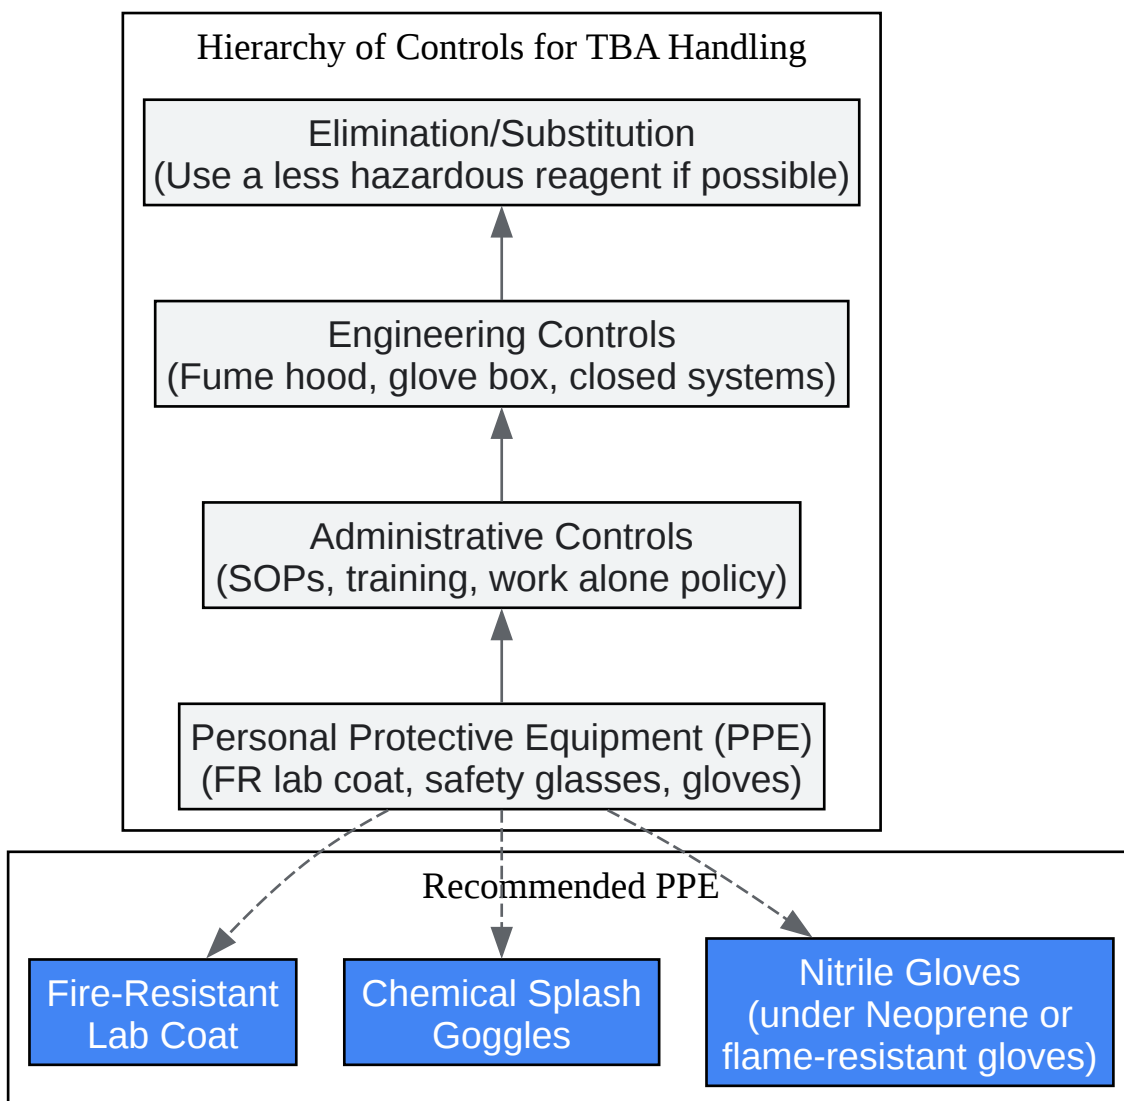 Hierarchy of Controls for TBA Handling
Elimination/Substitution
(Use a less hazardous reagent if possible)
Engineering Controls
(Fume hood, glove box, closed systems)
Administrative Controls
(SOPs, training, work alone policy)
Personal Protective Equipment (PPE)
(FR lab coat, safety glasses, gloves)
Recommended PPE
Fire-Resistant
Lab Coat
Chemical Splash
Goggles
Nitrile Gloves
(under Neoprene or
flame-resistant gloves)